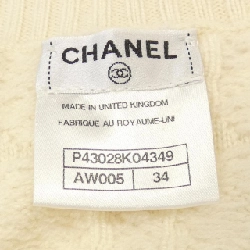 CHANEL
MADE IN UNITED KINGDOM
FABRIQUE AU ROYAUME-UNI
P43028K04349
AW005 34